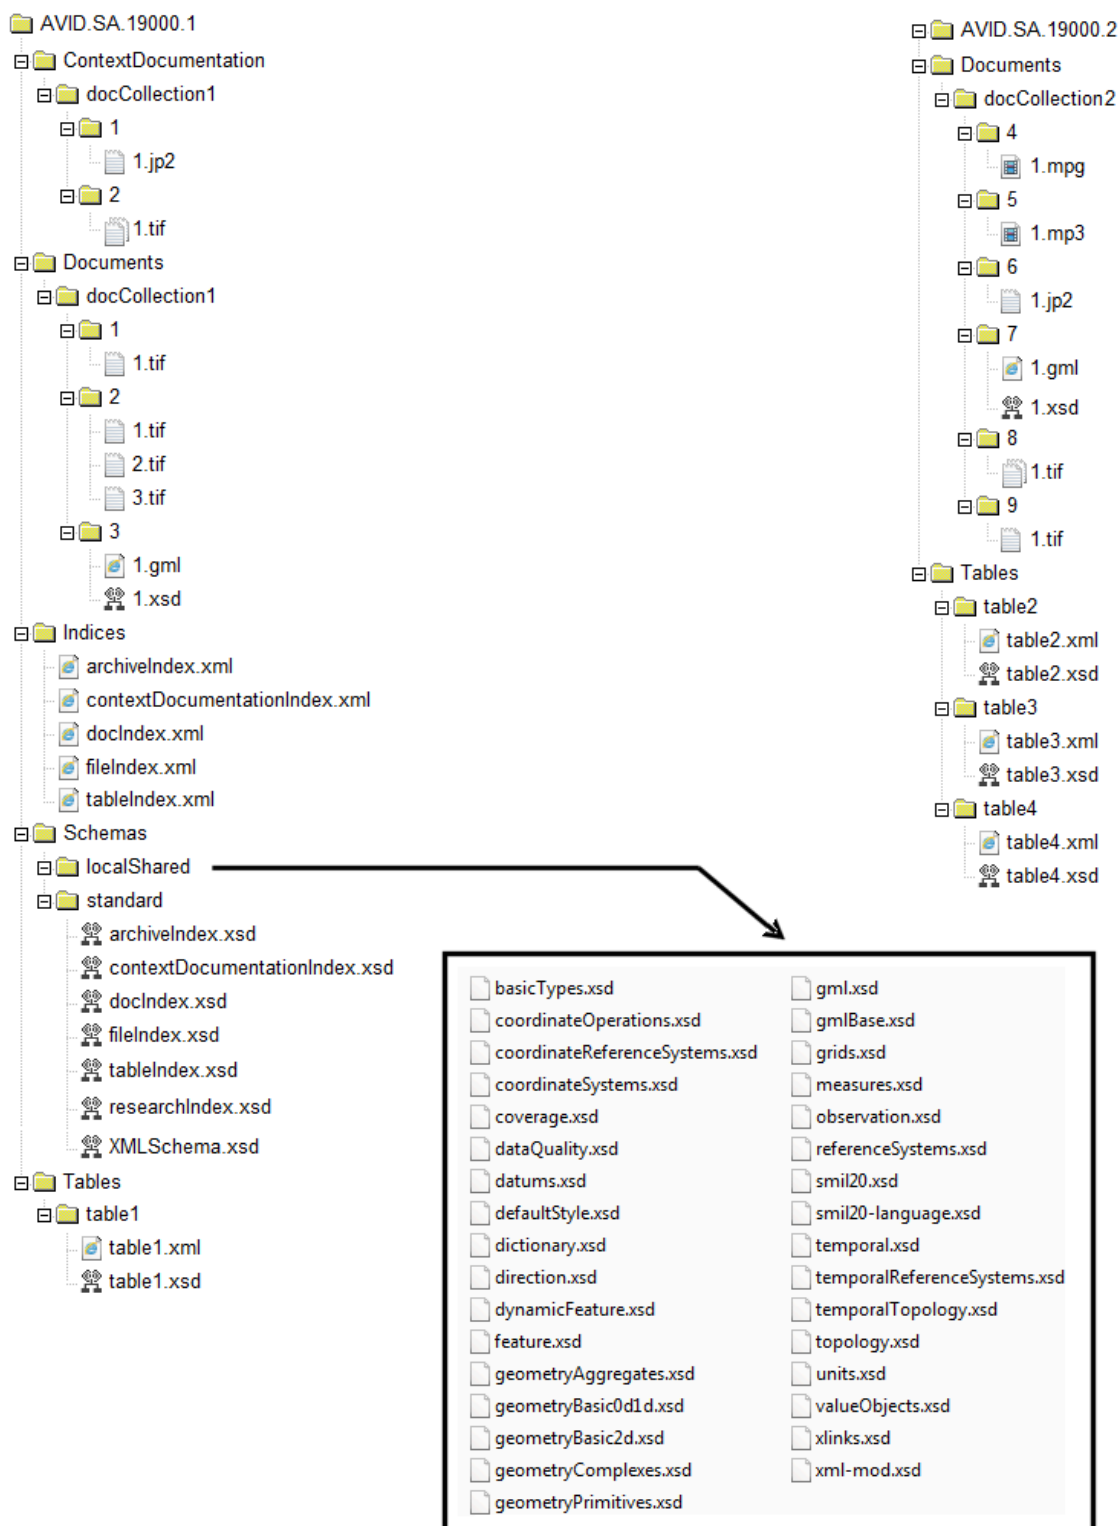 AVID.SA.19000.1
ContextDocumentation
docCollection1
1
1.jp2
2
1.tif
Documents
docCollection1
1
1.tif
2
1.tif
2.tif
3.tif
3
1.gml
1.xsd
Indices
archiveIndex.xml
contextDocumentationIndex.xml
docIndex.xml
fileIndex.xml
tableIndex.xml
Schemas
localShared
standard
archiveIndex.xsd
contextDocumentationIndex.xsd
docIndex.xsd
fileIndex.xsd
tableIndex.xsd
researchIndex.xsd
XMLSchema.xsd
Tables
table1
table1.xml
table1.xsd
AVID.SA.19000.2
Documents
docCollection2
4
1.mpg
5
1.mp3
6
1.jp2
7
1.gml
1.xsd
8
1.tif
9
1.tif
Tables
table2
table2.xml
table2.xsd
table3
table3.xml
table3.xsd
table4
table4.xml
table4.xsd
basicTypes.xsd
coordinateOperations.xsd
coordinateReferenceSystems.xsd
coordinateSystems.xsd
coverage.xsd
dataQuality.xsd
datums.xsd
defaultStyle.xsd
dictionary.xsd
direction.xsd
dynamicFeature.xsd
feature.xsd
geometryAggregates.xsd
geometryBasic0d1d.xsd
geometryBasic2d.xsd
geometryComplexes.xsd
geometryPrimitives.xsd
gml.xsd
gmlBase.xsd
grids.xsd
measures.xsd
observation.xsd
referenceSystems.xsd
smil20.xsd
smil20-language.xsd
temporal.xsd
temporalReferenceSystems.xsd
temporalTopology.xsd
topology.xsd
units.xsd
valueObjects.xsd
xlinks.xsd
xml-mod.xsd